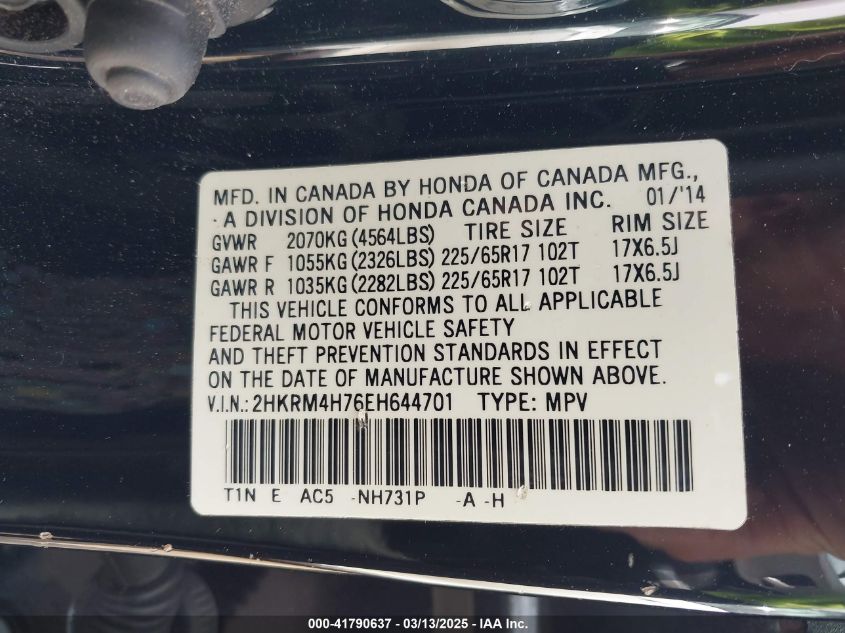 MFD. IN CANADA BY HONDA OF CANADA MFG.,
A DIVISION OF HONDA CANADA INC. 01/'14
GVWR 2070KG (4564LBS) TIRE SIZE RIM SIZE
GAWR F 1055KG (2326LBS) 225/65R17 102T 17X6.5J
GAWR R 1035KG (2282LBS) 225/65R17 102T 17X6.5J
THIS VEHICLE CONFORMS TO ALL APPLICABLE
FEDERAL MOTOR VEHICLE SAFETY
AND THEFT PREVENTION STANDARDS IN EFFECT
ON THE DATE OF MANUFACTURE SHOWN ABOVE.
V.I.N.: 2HKRM4H76EH644701 TYPE: MPV
T1N E AC5 -NH731P -A -H
000-41790637 - 03/13/2025 - IAA Inc.